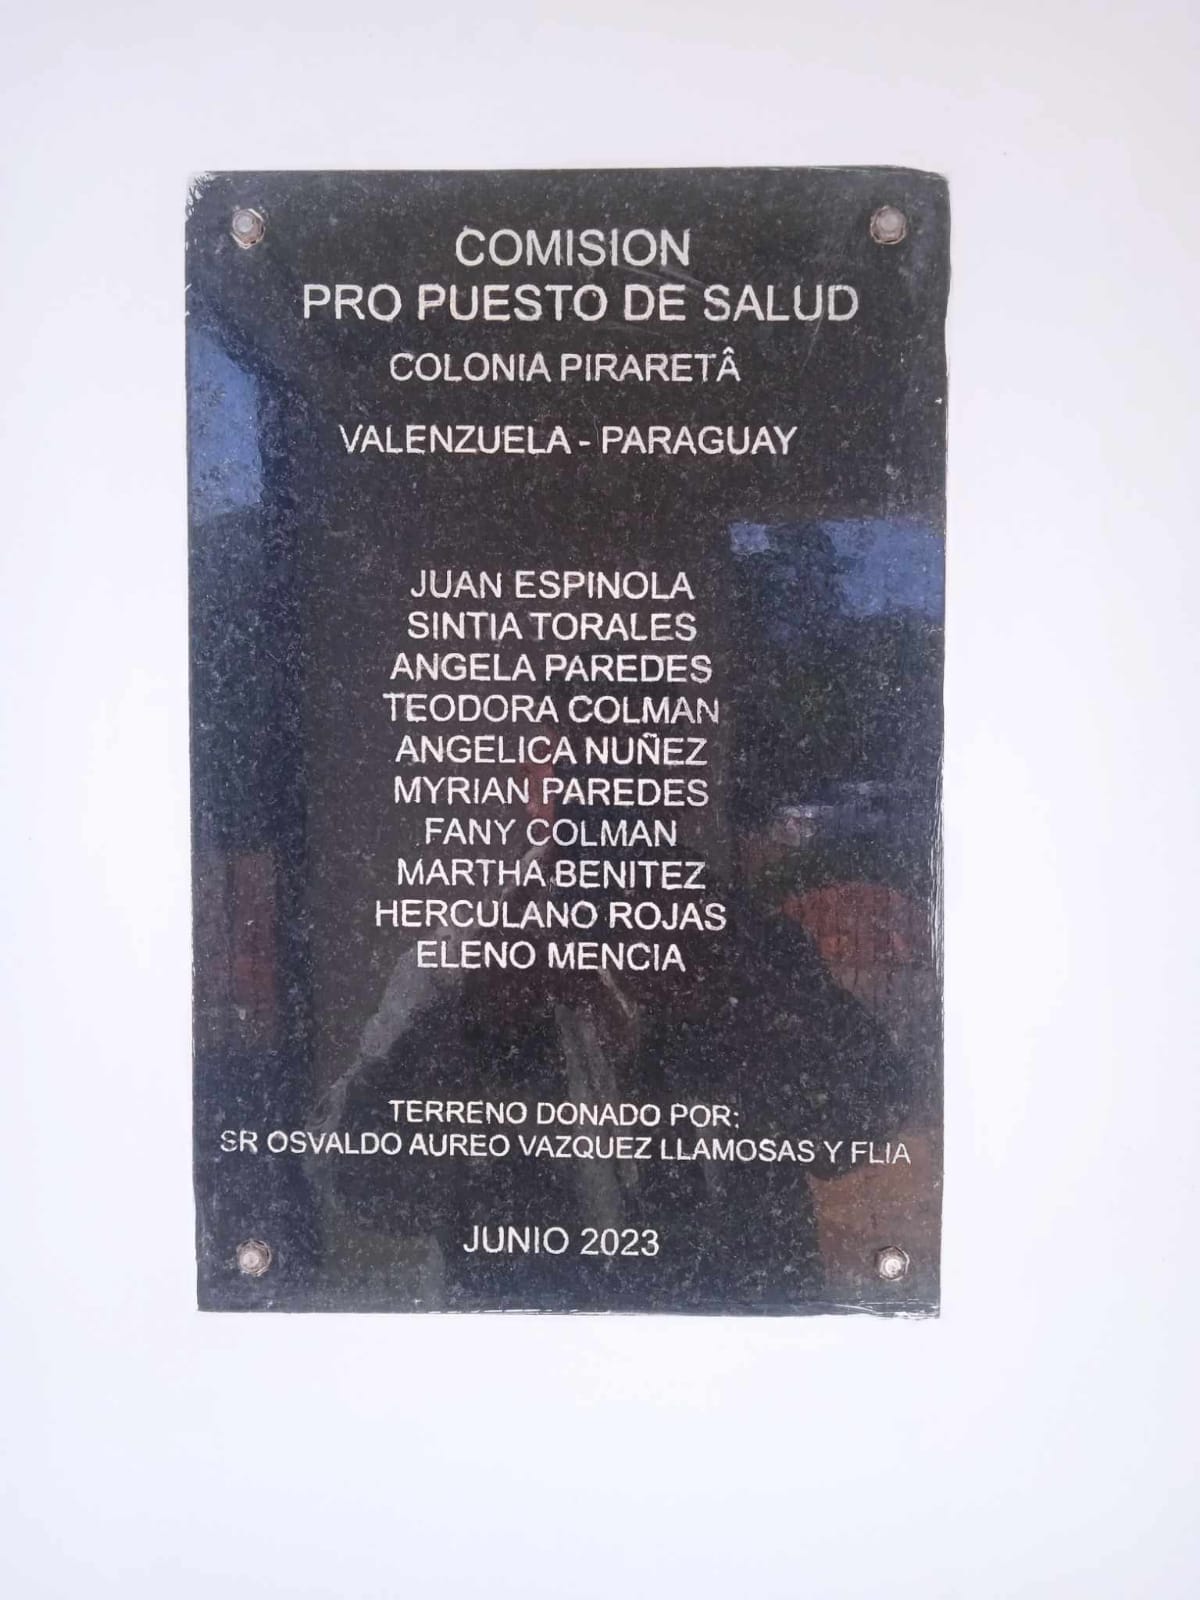 COMISION
PRO PUESTO DE SALUD
COLONIA PIRARETÂ
VALENZUELA - PARAGUAY
JUAN ESPINOLA
SINTIA TORALES
ANGELA PAREDES
TEODORA COLMAN
ANGELICA NUÑEZ
MYRIAN PAREDES
FANY COLMAN
MARTHA BENITEZ
HERCULANO ROJAS
ELENO MENCIA
TERRENO DONADO POR:
SR OSVALDO AUREO VAZQUEZ LLAMOSAS Y FLIA
JUNIO 2023